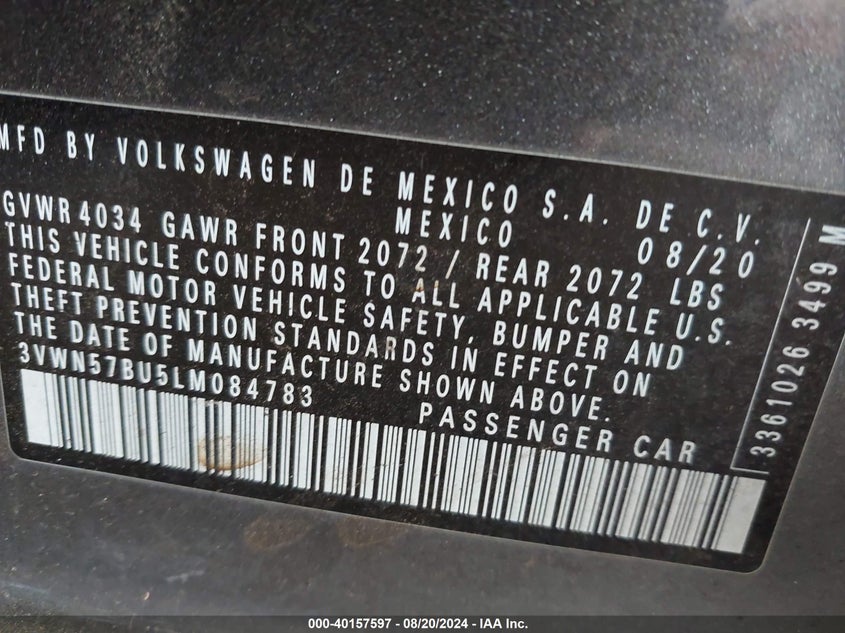 MFD BY VOLKSWAGEN DE MEXICO S.A. DE C.V.
MEXICO 08/20
GVWR 4034 GAWR FRONT 2072 / REAR 2072 LBS
THIS VEHICLE CONFORMS TO ALL APPLICABLE U.S.
FEDERAL MOTOR VEHICLE SAFETY, BUMPER AND
THEFT PREVENTION STANDARDS IN EFFECT ON
THE DATE OF MANUFACTURE SHOWN ABOVE.
3VWN57BU5LM084783 PASSENGER CAR
3361026 3499 M
000-40157597 - 08/20/2024 - IAA Inc.